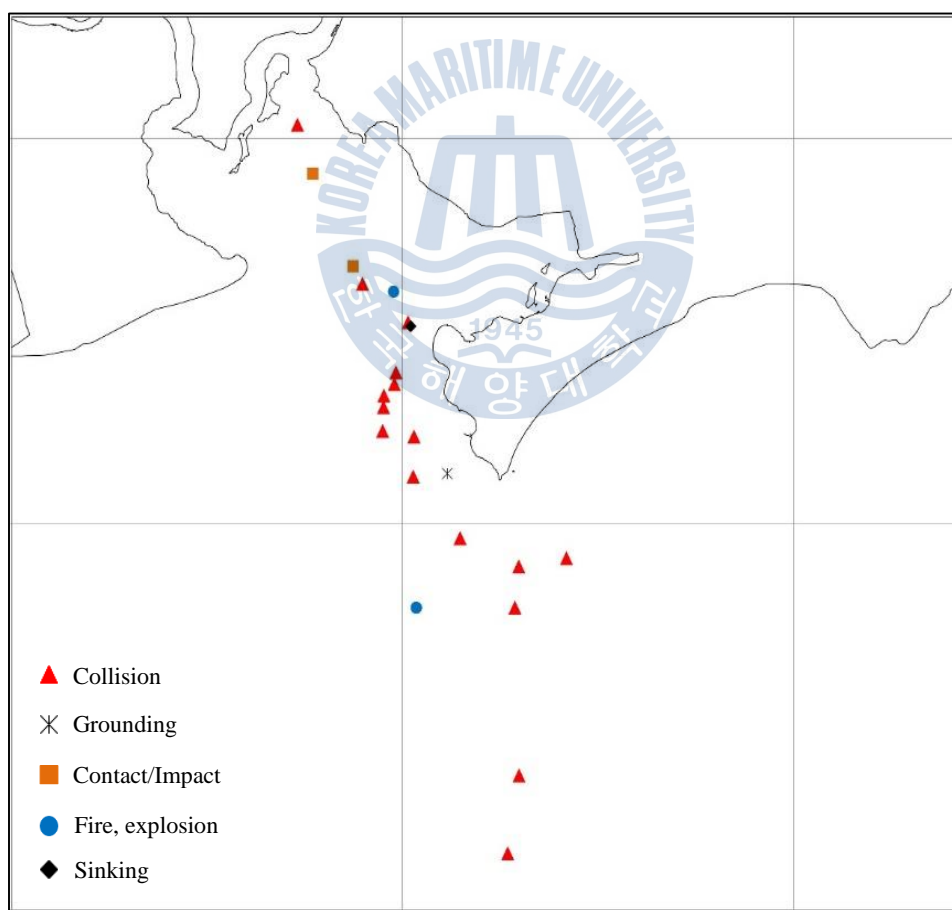 KOREA MARITIME UNIVERSITY
1945
한국해양대학교
Collision
Grounding
Contact/Impact
Fire, explosion
Sinking